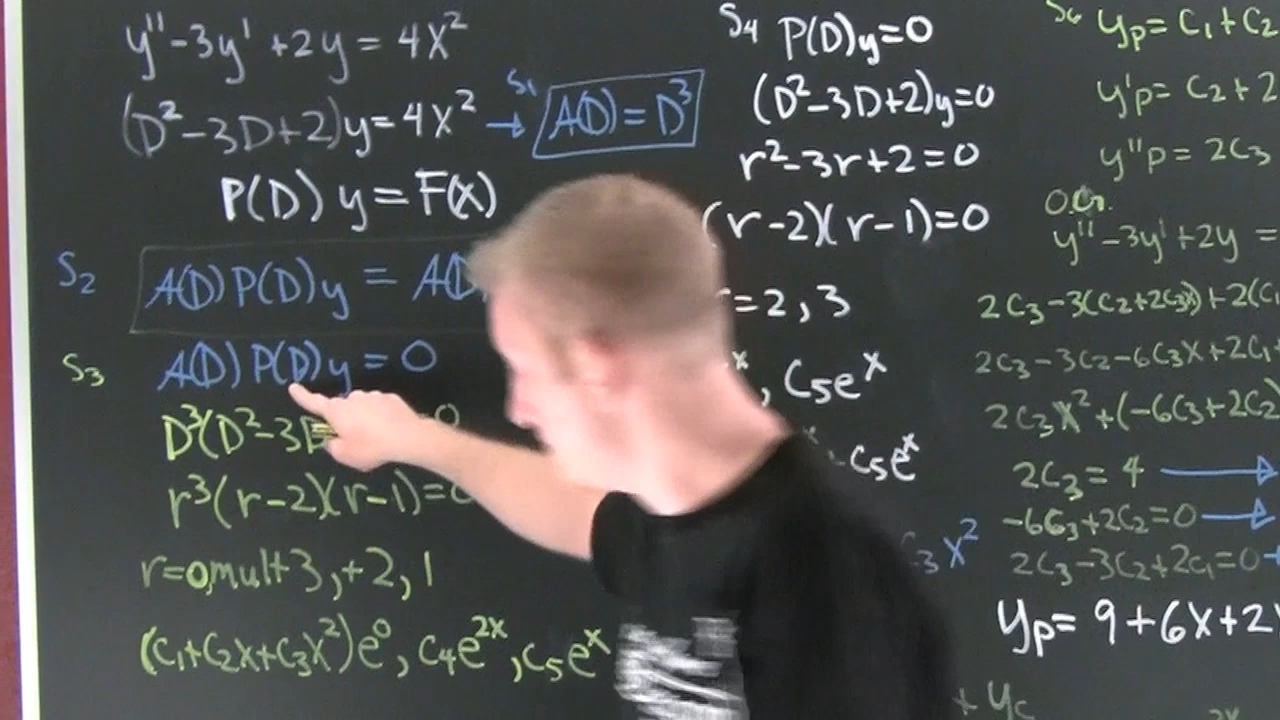 y''-3y'+2y=4x²
(D²-3D+2)y=4x² → S₁ A(D)=D³
P(D)y=F(x)
S₂ A(D)P(D)y = A(D
S₃ A(D)P(D)y=0
D³(D²-3D =0
r³(r-2)(r-1)=0
r=0,mult 3,+2,1
(c₁+c₂x+c₃x²)e⁰, c₄e²ˣ, c₅eˣ
S₄ P(D)y=0
(D²-3D+2)y=0
r²-3r+2=0
(r-2)(r-1)=0
=2,3
ˣ, c₅eˣ
c₅eˣ
c₃x²
S₆ yp=c₁+c₂
y'p=c₂+2
y''p=2c₃
O.G.
y''-3y'+2y=
2c₃-3(c₂+2c₃x)+2(c₁
2c₃-3c₂-6c₃x+2c₁+
2c₃x²+(-6c₃+2c₂)
2c₃=4 →
-6c₃+2c₂=0 →
2c₃-3c₂+2c₁=0
yp=9+6x+2
+yc
2x